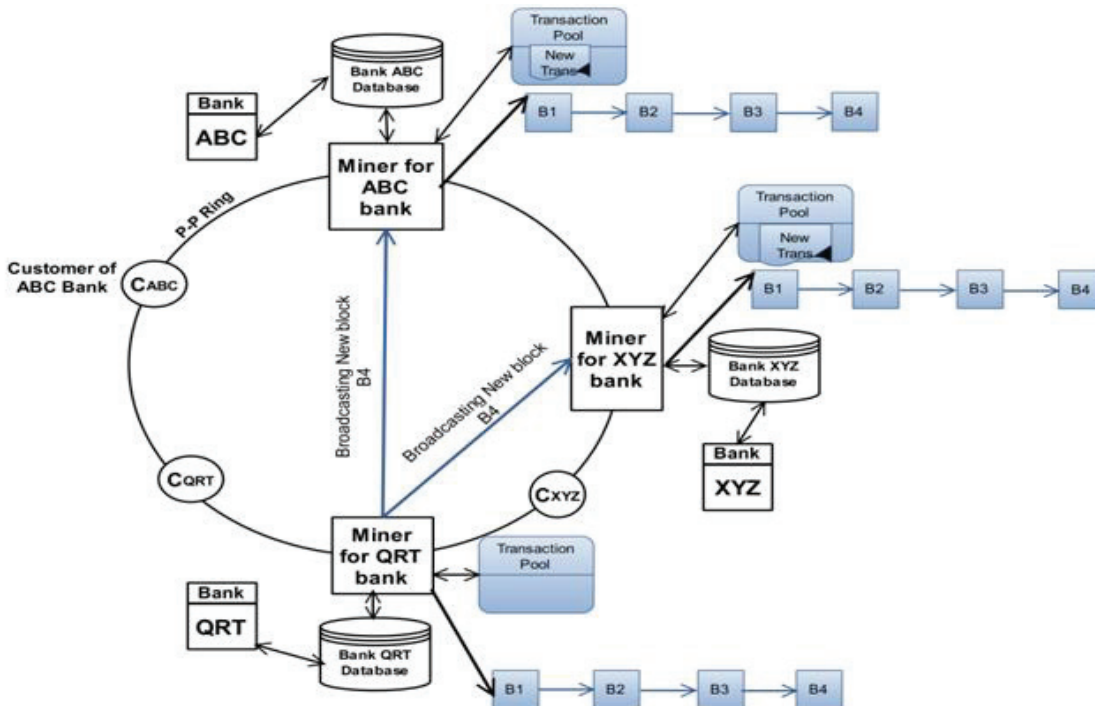 Transaction
Pool
New
Trans
Bank ABC
Database
Bank
ABC
B1
B2
B3
B4
Miner for
ABC
bank
P-P Ring
Customer of
ABC Bank
CABC
Transaction
Pool
New
Trans
B1
B2
B3
B4
Miner
for XYZ
bank
Bank XYZ
Database
Bank
XYZ
Broadcasting New block
B4
Broadcasting New block
B4
CQRT
CXYZ
Miner
for QRT
bank
Transaction
Pool
Bank
QRT
Bank QRT
Database
B1
B2
B3
B4